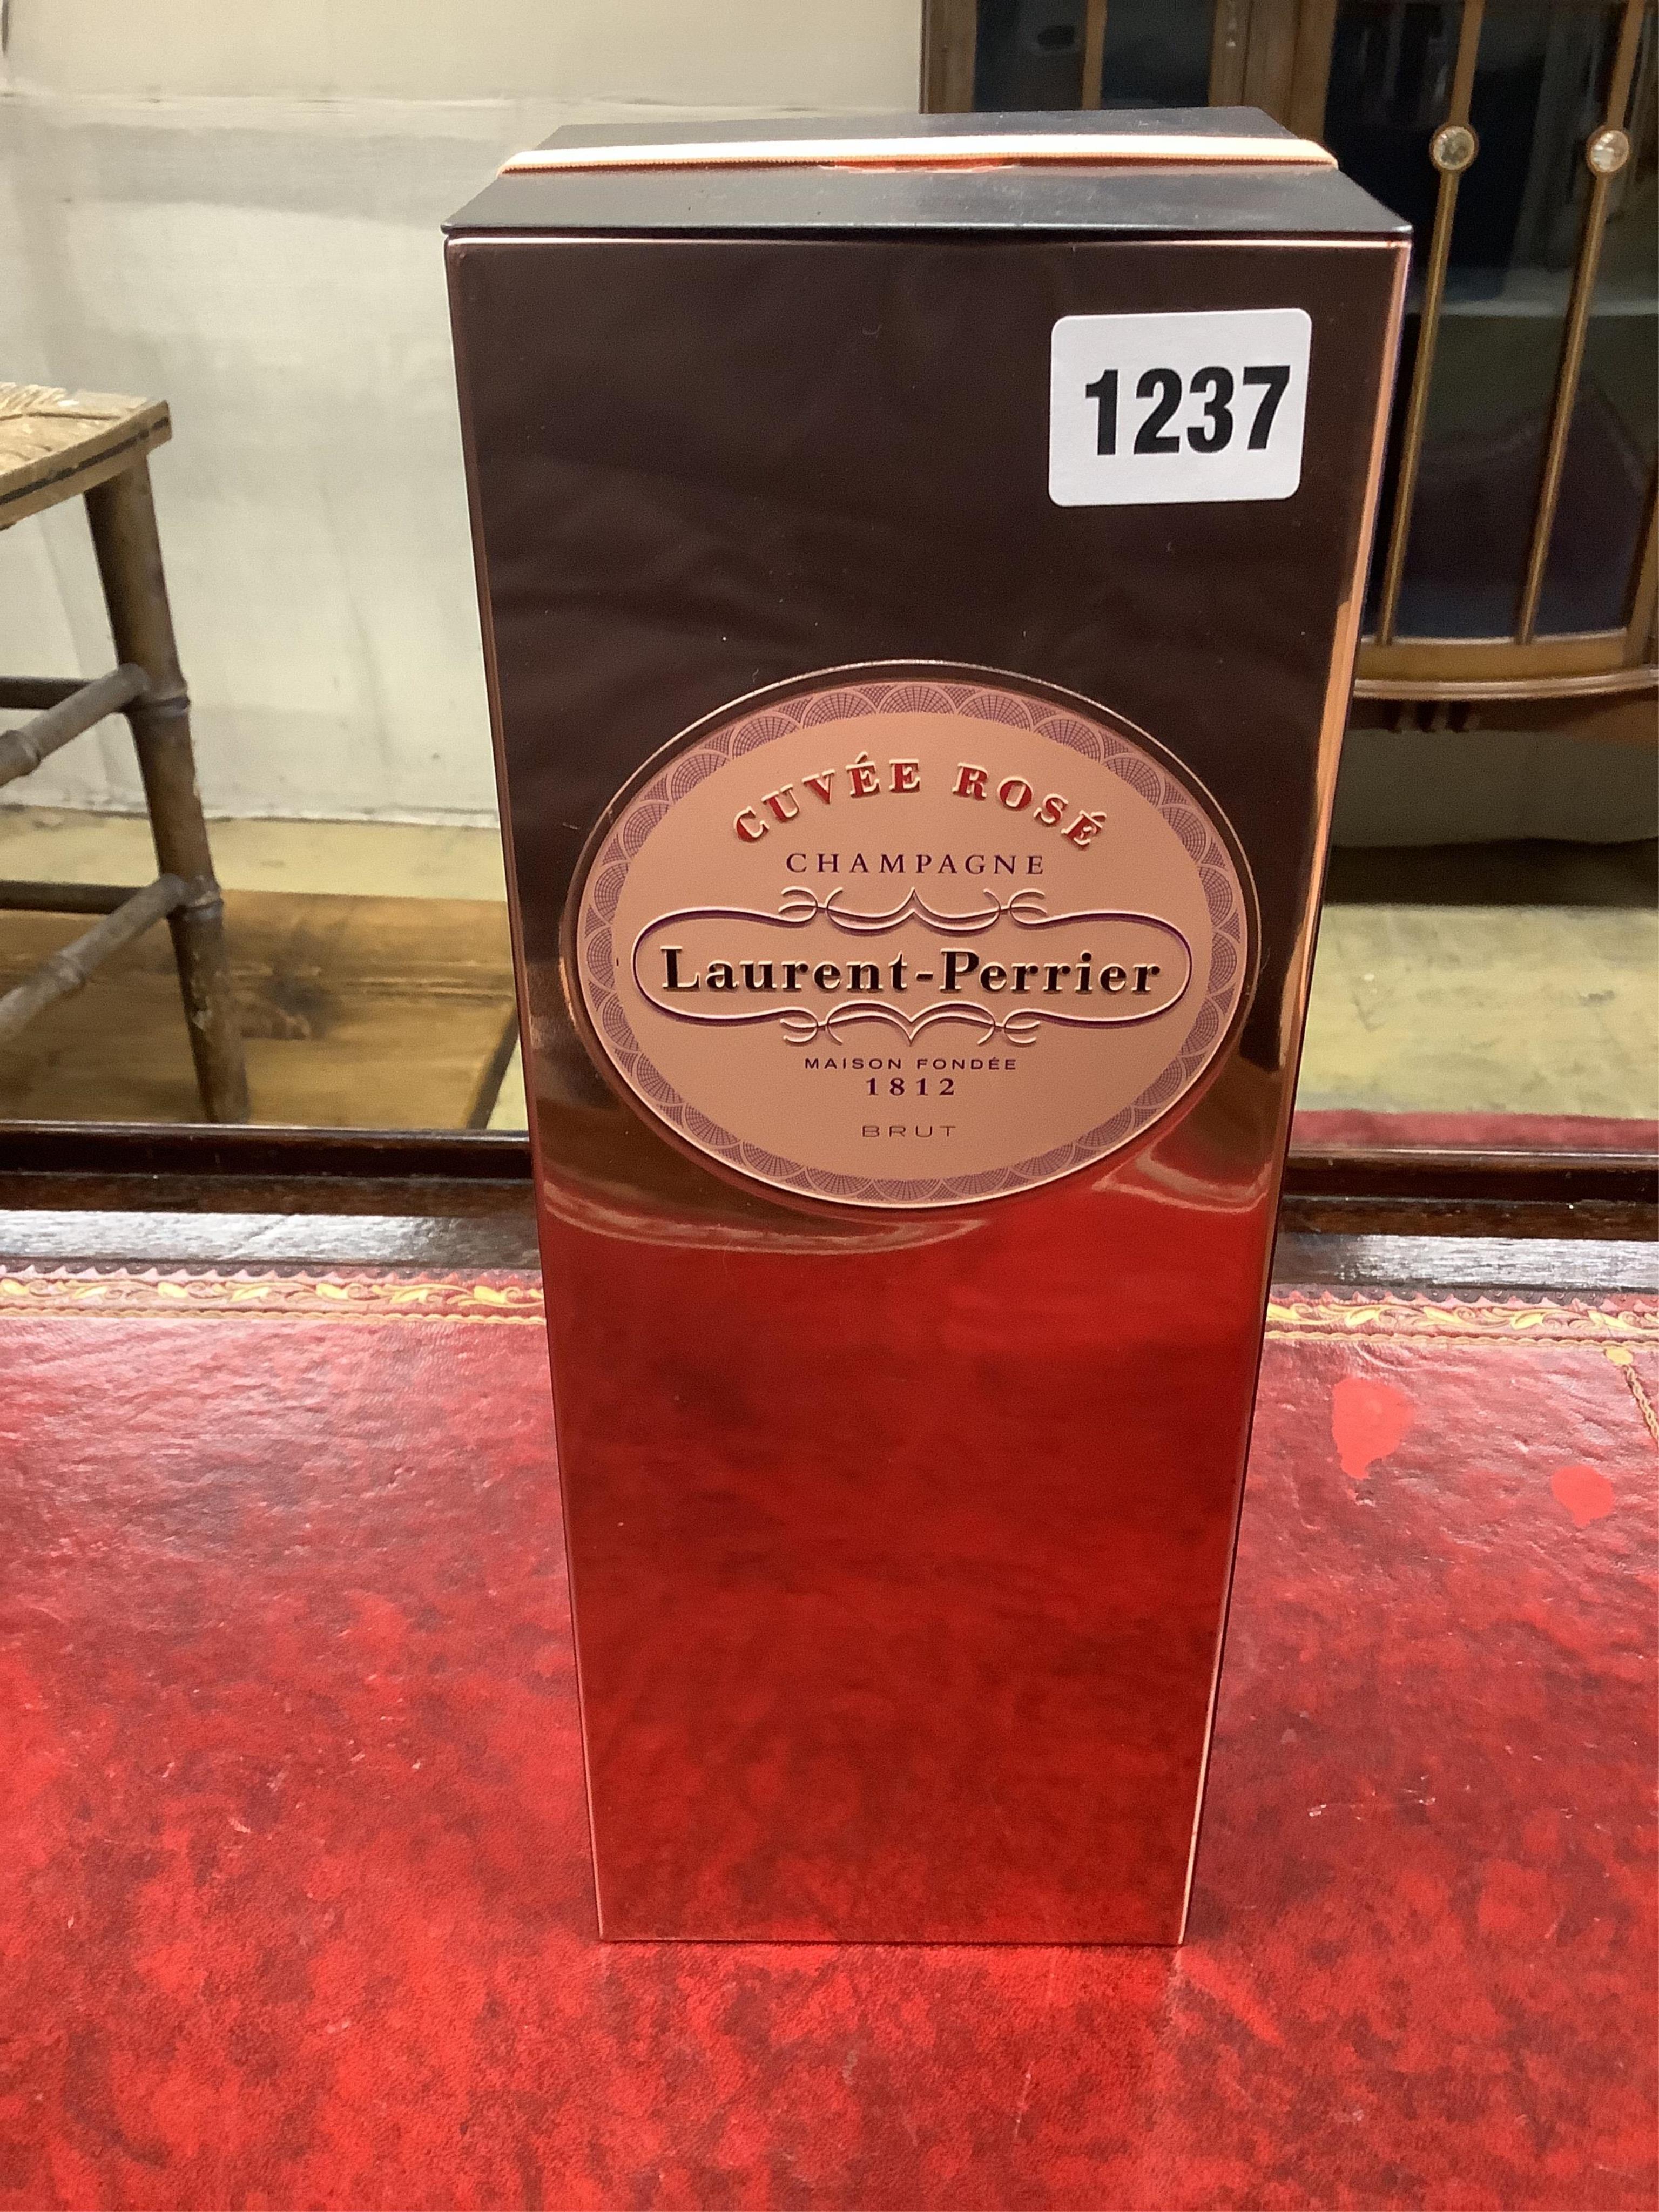 1237
CUVÉE ROSÉ
CHAMPAGNE
Laurent-Perrier
MAISON FONDÉE
1812
BRUT